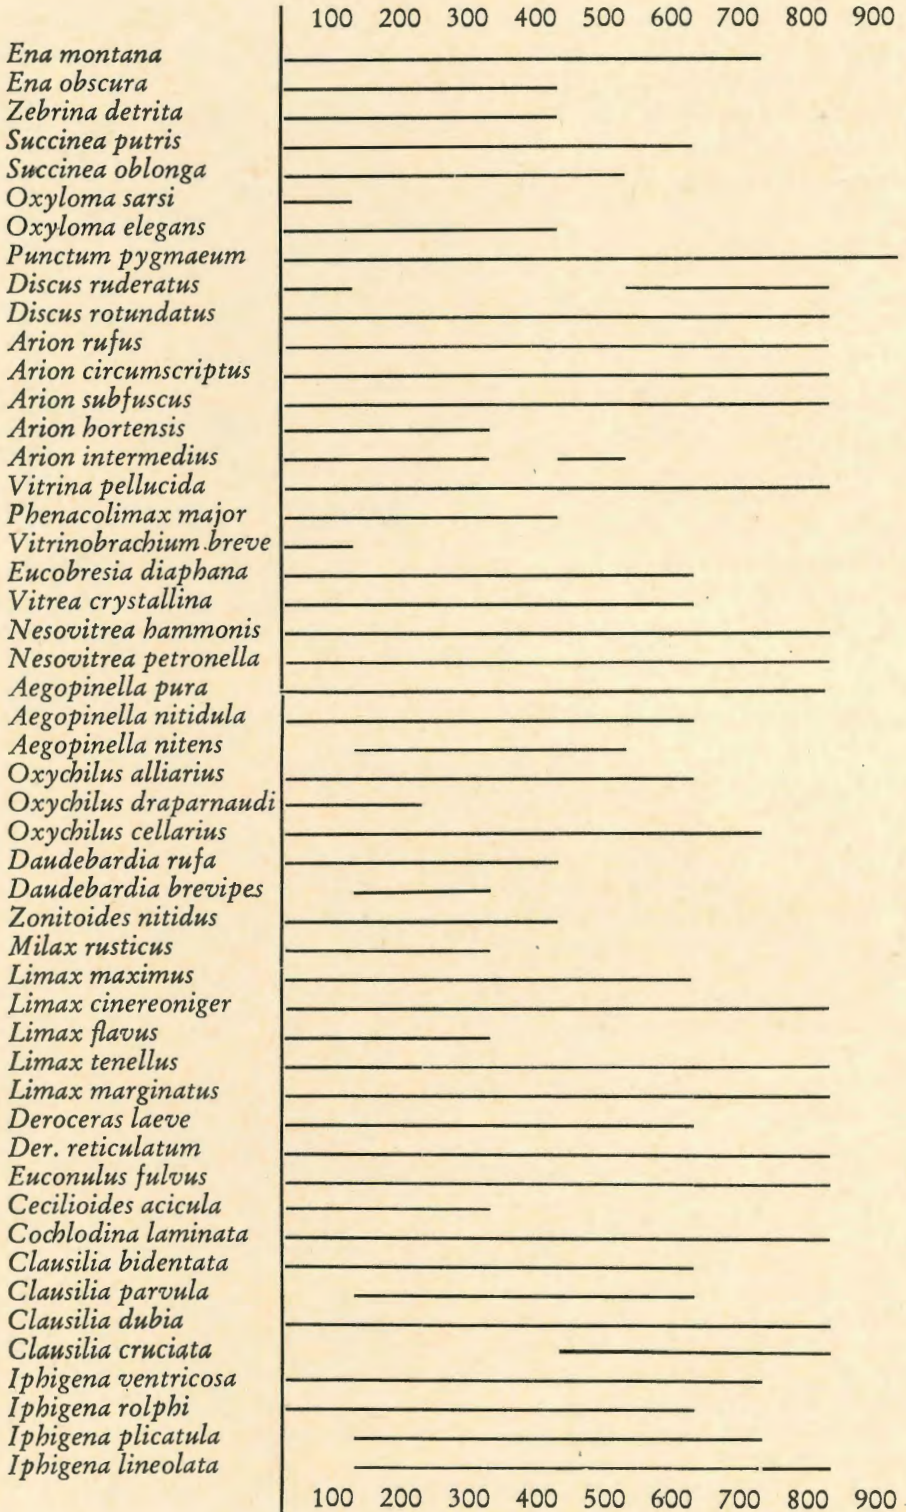 100 200 300 400 500 600 700 800 900
Ena montana
Ena obscura
Zebrina detrita
Succinea putris
Succinea oblonga
Oxyloma sarsi
Oxyloma elegans
Punctum pygmaeum
Discus ruderatus
Discus rotundatus
Arion rufus
Arion circumscriptus
Arion subfuscus
Arion hortensis
Arion intermedius
Vitrina pellucida
Phenacolimax major
Vitrinobrachium breve
Eucobresia diaphana
Vitrea crystallina
Nesovitrea hammonis
Nesovitrea petronella
Aegopinella pura
Aegopinella nitidula
Aegopinella nitens
Oxychilus alliarius
Oxychilus draparnaudi
Oxychilus cellarius
Daudebardia rufa
Daudebardia brevipes
Zonitoides nitidus
Milax rusticus
Limax maximus
Limax cinereoniger
Limax flavus
Limax tenellus
Limax marginatus
Deroceras laeve
Der. reticulatum
Euconulus fulvus
Cecilioides acicula
Cochlodina laminata
Clausilia bidentata
Clausilia parvula
Clausilia dubia
Clausilia cruciata
Iphigena ventricosa
Iphigena rolphi
Iphigena plicatula
Iphigena lineolata
100 200 300 400 500 600 700 800 900